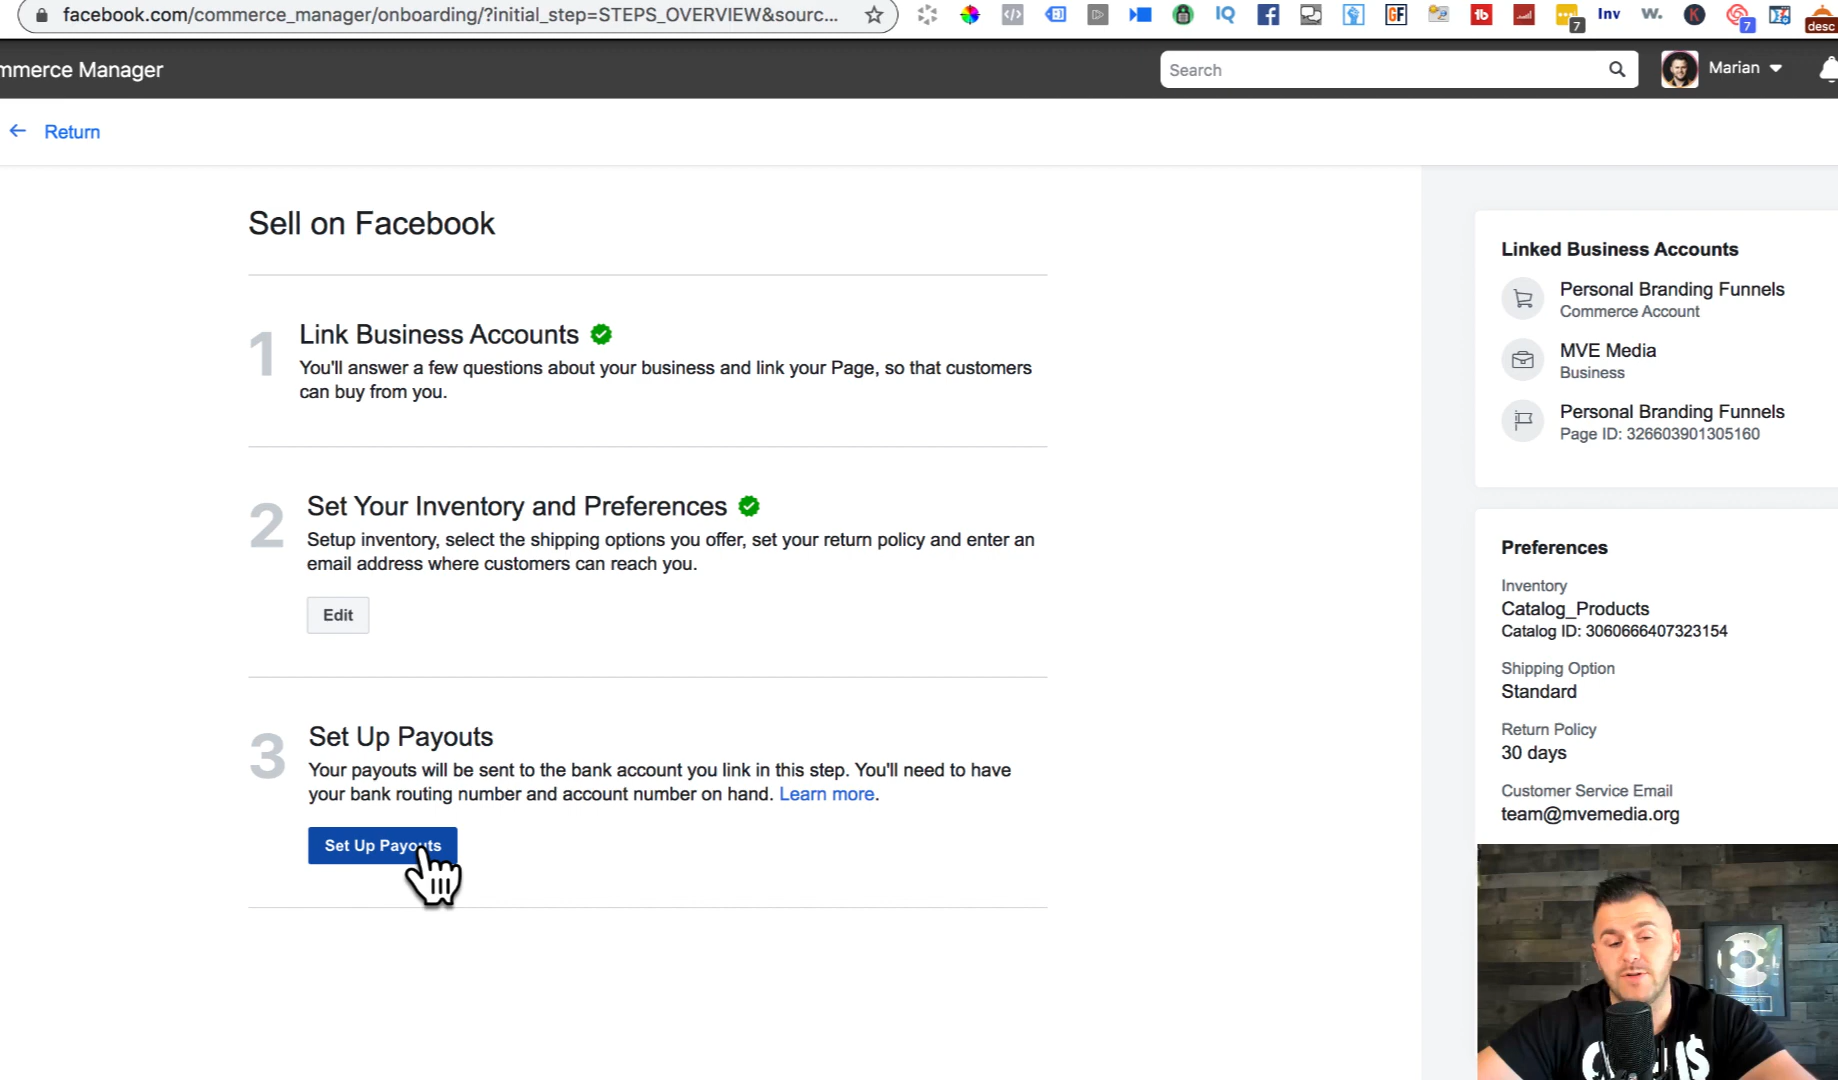 facebook.com/commerce_manager/onboarding/?initial_step=STEPS_OVERVIEW&sourc...
IQ
GF
tb
7
Inv
w.
K
7
desc
mmerce Manager
Search
Marian
Return
Sell on Facebook
1
Link Business Accounts
You'll answer a few questions about your business and link your Page, so that customers
can buy from you.
2
Set Your Inventory and Preferences
Setup inventory, select the shipping options you offer, set your return policy and enter an
email address where customers can reach you.
Edit
3
Set Up Payouts
Your payouts will be sent to the bank account you link in this step. You'll need to have
your bank routing number and account number on hand. Learn more.
Set Up Payouts
Linked Business Accounts
Personal Branding Funnels
Commerce Account
MVE Media
Business
Personal Branding Funnels
Page ID: 326603901305160
Preferences
Inventory
Catalog_Products
Catalog ID: 3060666407323154
Shipping Option
Standard
Return Policy
30 days
Customer Service Email
team@mvemedia.org